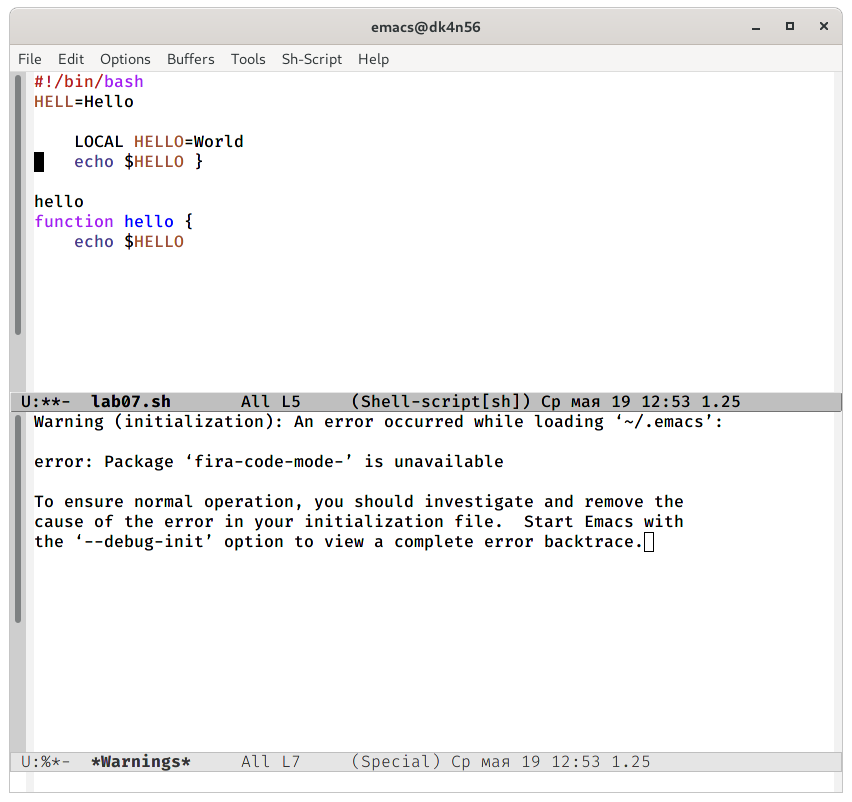 emacs@dk4n56
File Edit Options Buffers Tools Sh-Script Help
#!/bin/bash
HELL=Hello
    LOCAL HELLO=World
    echo $HELLO }
hello
function hello {
    echo $HELLO
U:**-  lab07.sh       All L5     (Shell-script[sh]) Ср мая 19 12:53 1.25
Warning (initialization): An error occurred while loading ‘~/.emacs’:
error: Package ‘fira-code-mode-’ is unavailable
To ensure normal operation, you should investigate and remove the
cause of the error in your initialization file.  Start Emacs with
the ‘--debug-init’ option to view a complete error backtrace.
U:%*-  *Warnings*     All L7     (Special) Ср мая 19 12:53 1.25